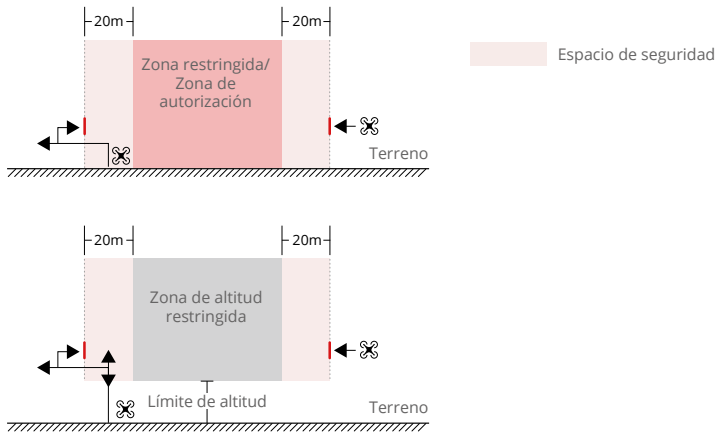 20m
20m
Zona restringida/
Zona de
autorización
Espacio de seguridad
Terreno
20m
20m
Zona de altitud
restringida
Límite de altitud
Terreno